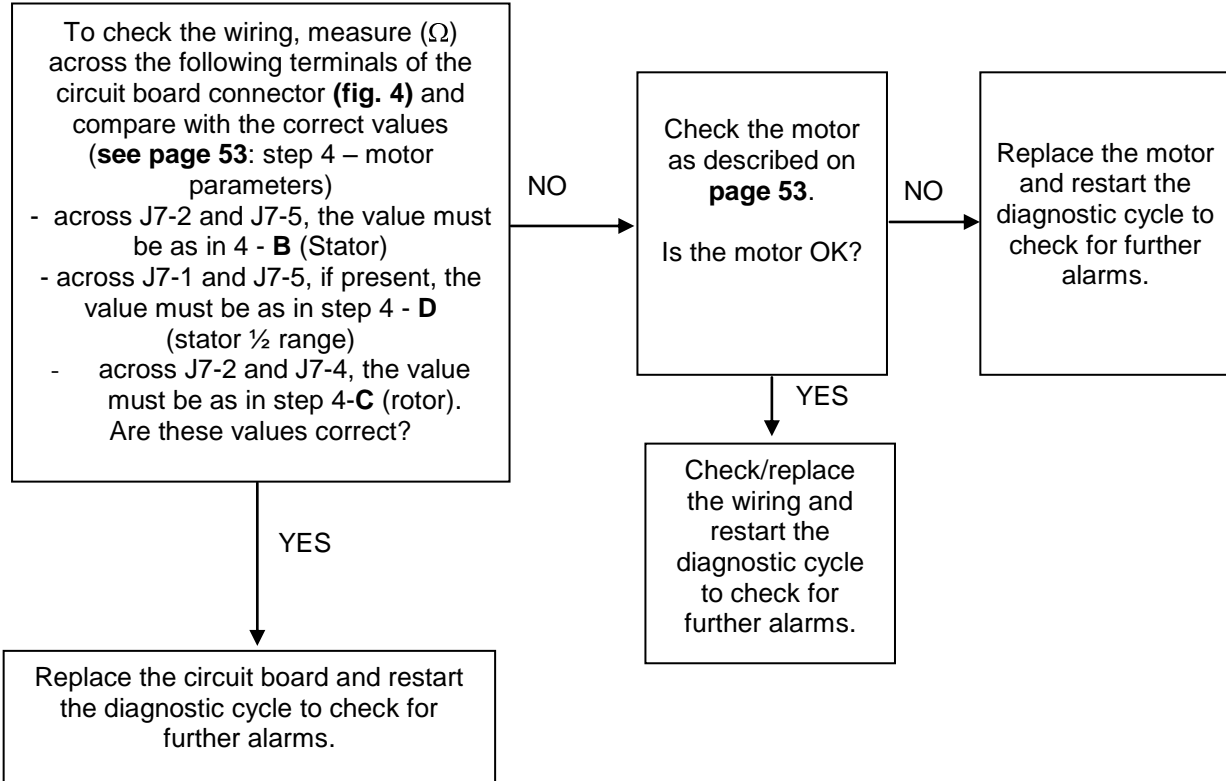 To check the wiring, measure (Ω)
across the following terminals of the
circuit board connector (fig. 4) and
compare with the correct values
(see page 53: step 4 – motor
parameters)
- across J7-2 and J7-5, the value must
be as in 4 - B (Stator)
- across J7-1 and J7-5, if present, the
value must be as in step 4 - D
(stator ½ range)
- across J7-2 and J7-4, the value
must be as in step 4-C (rotor).
Are these values correct?
NO
Check the motor
as described on
page 53.
Is the motor OK?
NO
Replace the motor
and restart the
diagnostic cycle to
check for further
alarms.
YES
Check/replace
the wiring and
restart the
diagnostic cycle
to check for
further alarms.
YES
Replace the circuit board and restart
the diagnostic cycle to check for
further alarms.